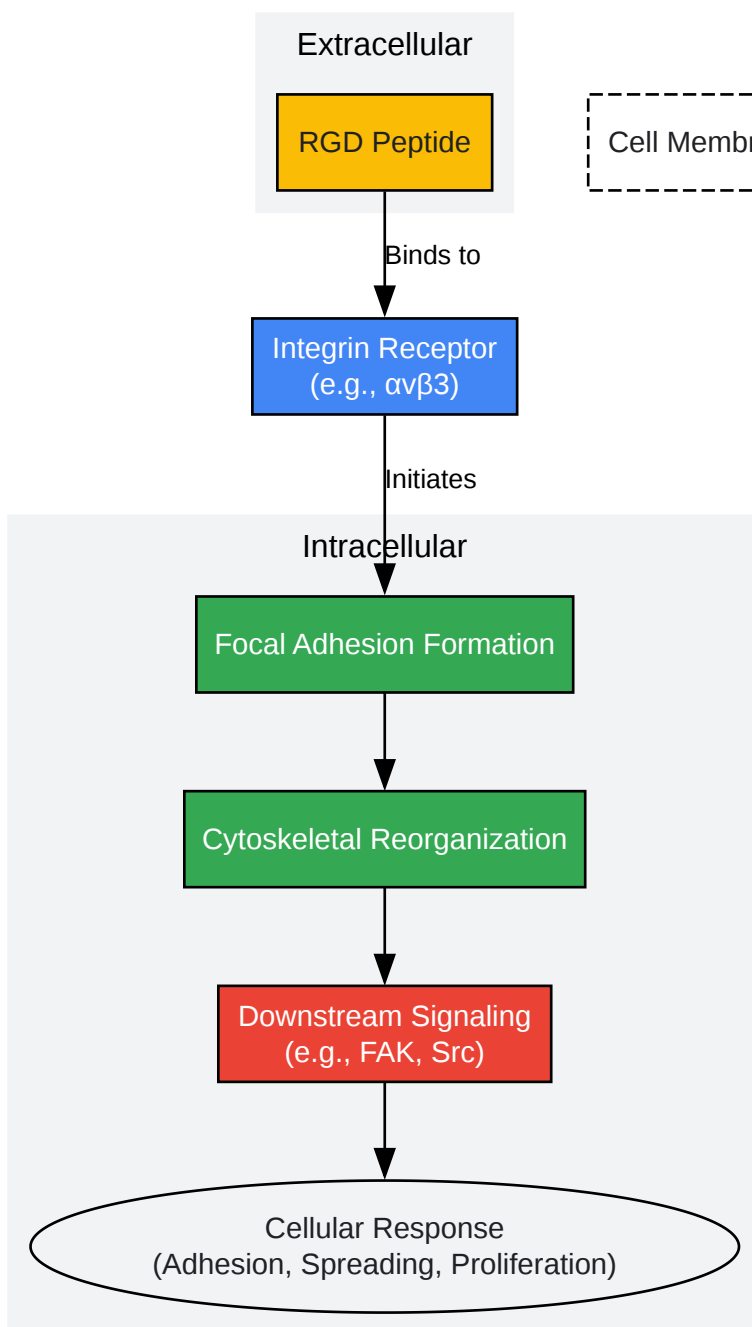 Extracellular
RGD Peptide
Cell Membr
Binds to
Integrin Receptor
(e.g., αvβ3)
Initiates
Intracellular
Focal Adhesion Formation
Cytoskeletal Reorganization
Downstream Signaling
(e.g., FAK, Src)
Cellular Response
(Adhesion, Spreading, Proliferation)